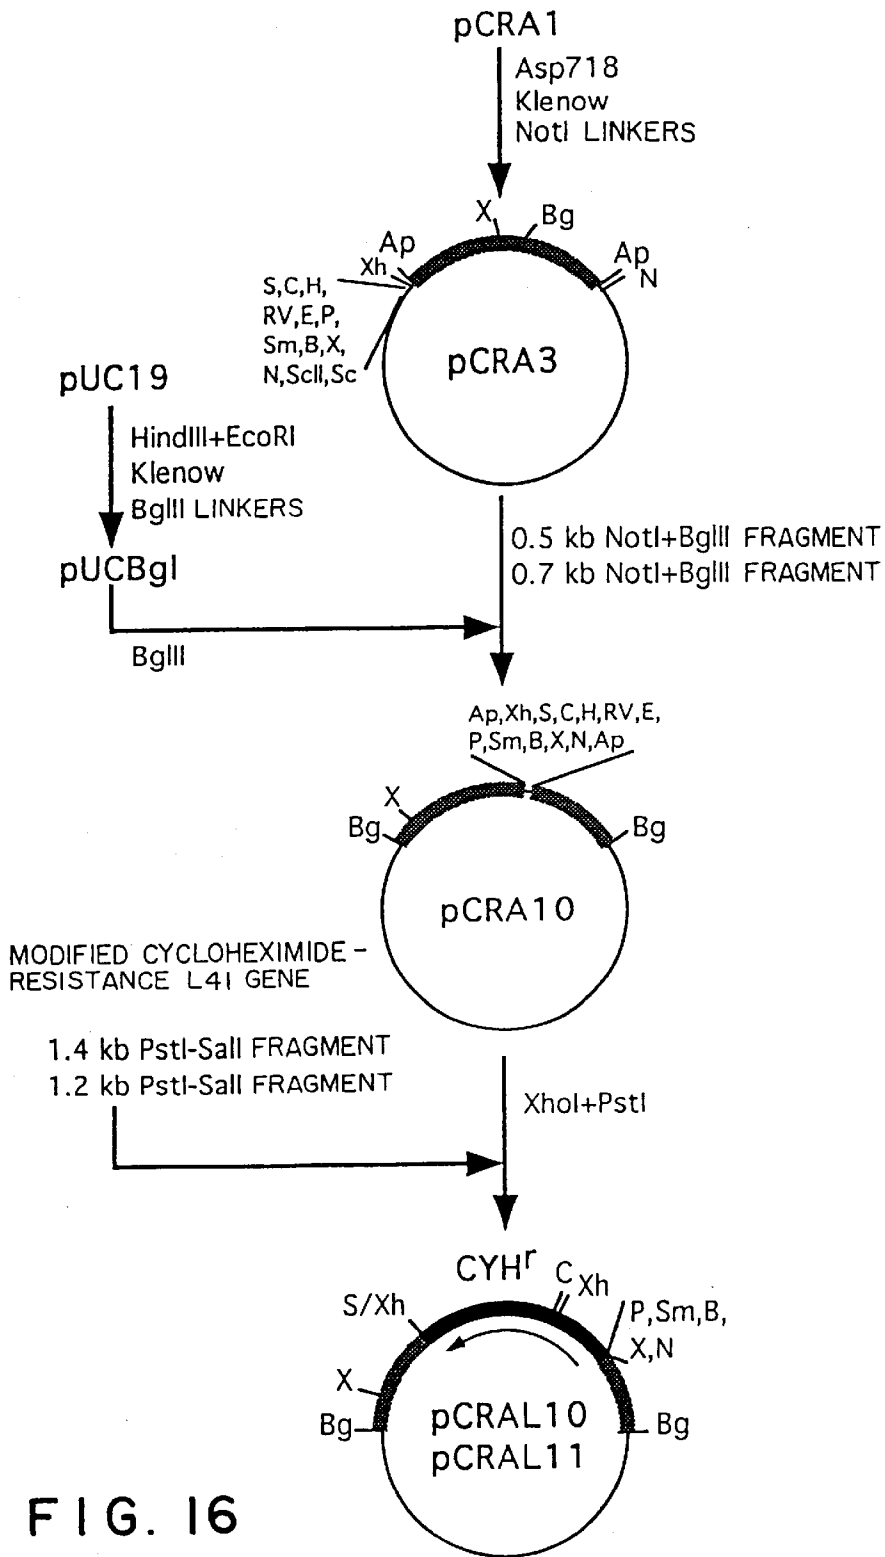 pCRA1
Asp718
Klenow
NotI LINKERS
X
Bg
Ap
Xh
Ap
N
S,C,H,
RV,E,P,
Sm,B,X,
N,ScII,Sc
pCRA3
pUC19
HindIII+EcoRI
Klenow
BglII LINKERS
pUCBgI
BglII
0.5 kb NotI+BglII FRAGMENT
0.7 kb NotI+BglII FRAGMENT
Ap,Xh,S,C,H,RV,E,
P,Sm,B,X,N,Ap
X
Bg
Bg
pCRA10
MODIFIED CYCLOHEXIMIDE-
RESISTANCE L41 GENE
1.4 kb PstI-SalI FRAGMENT
1.2 kb PstI-SalI FRAGMENT
XhoI+PstI
CYHr
C
Xh
S/Xh
P,Sm,B,
X,N
X
Bg
Bg
pCRAL10
pCRAL11
FIG. 16